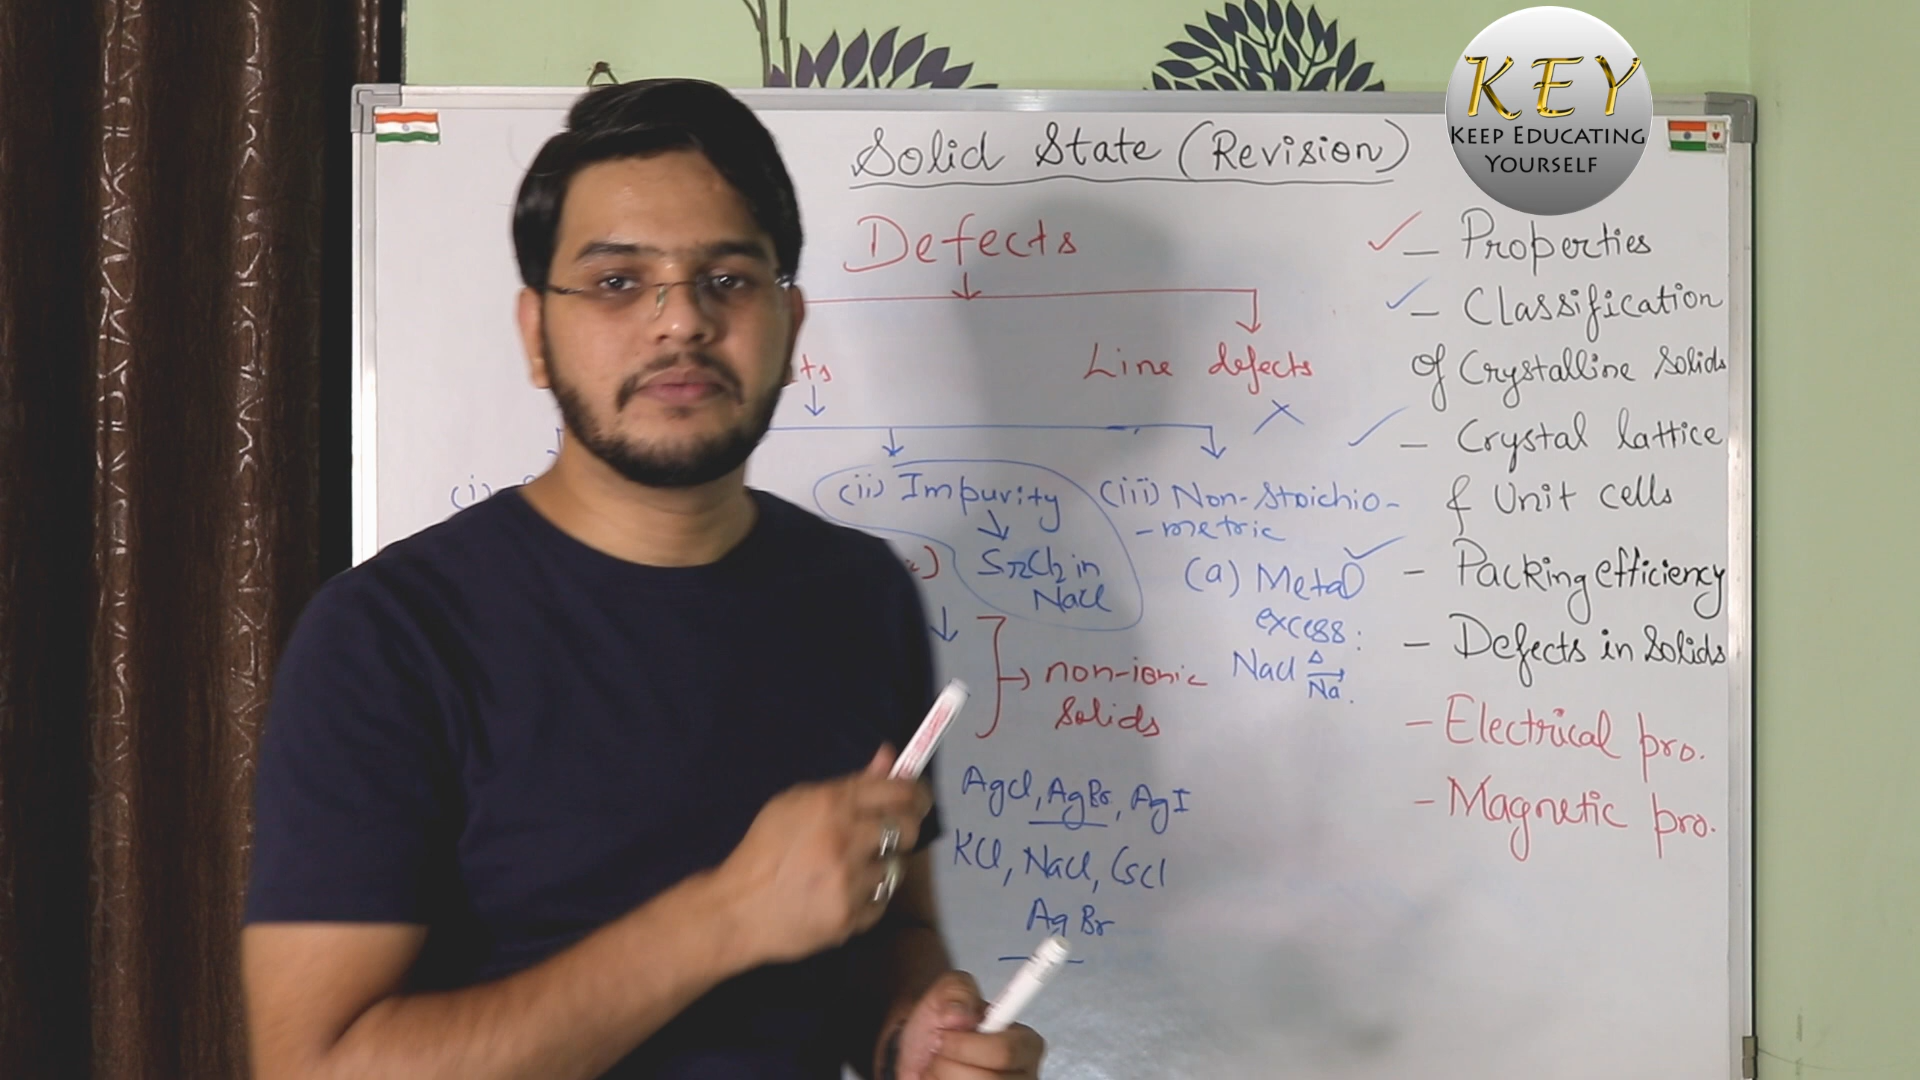 KEY
KEEP EDUCATING
YOURSELF
Solid State (Revision)
Defects
Line defects
(i)
(ii) Impurity
SrCl2 in
NaCl
(iii) Non-Stoichio-
-metric
(a) Metal
excess:
NaCl Δ→
Na.
non-ionic
solids
AgCl, AgBr, AgI
KCl, NaCl, CsCl
AgBr
- Properties
- Classification
of Crystalline Solids
- Crystal lattice
& Unit cells
- Packing efficiency
- Defects in Solids
- Electrical pro.
- Magnetic pro.